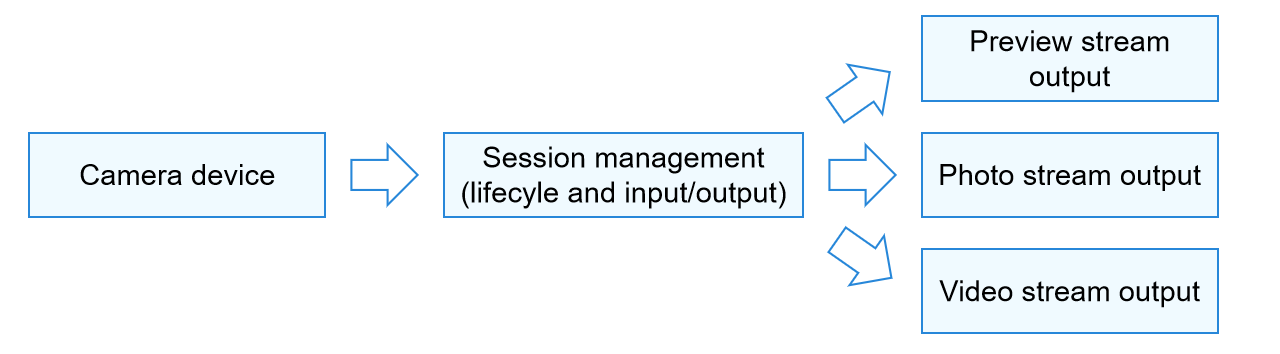 Preview stream
output
Camera device
Session management
(lifecyle and input/output)
Photo stream output
Video stream output